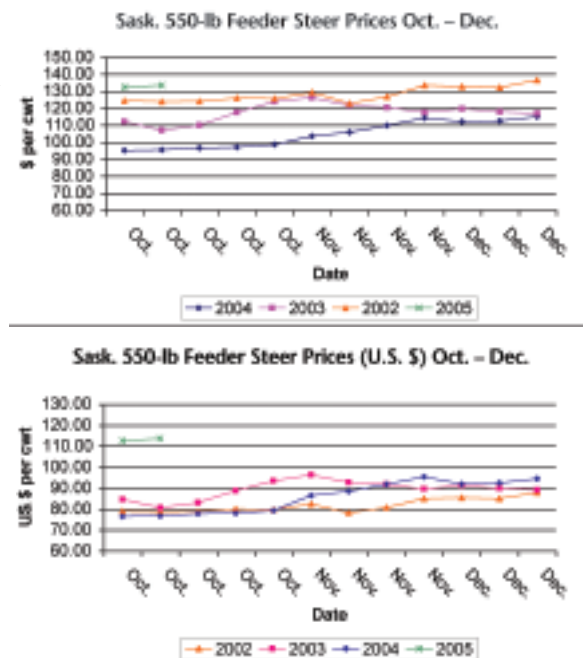 Sask. 550-lb Feeder Steer Prices Oct. – Dec.
150.00
140.00
130.00
120.00
110.00
100.00
90.00
80.00
70.00
60.00
$ per cwt
Oct. Oct. Oct. Oct. Oct. Nov. Nov. Nov. Nov. Dec. Dec. Dec.
Date
2004 2003 2002 2005
Sask. 550-lb Feeder Steer Prices (U.S. $) Oct. – Dec.
130.00
120.00
110.00
100.00
90.00
80.00
70.00
60.00
US $ per cwt
Oct. Oct. Oct. Oct. Oct. Nov. Nov. Nov. Nov. Dec. Dec. Dec.
Date
2002 2003 2004 2005